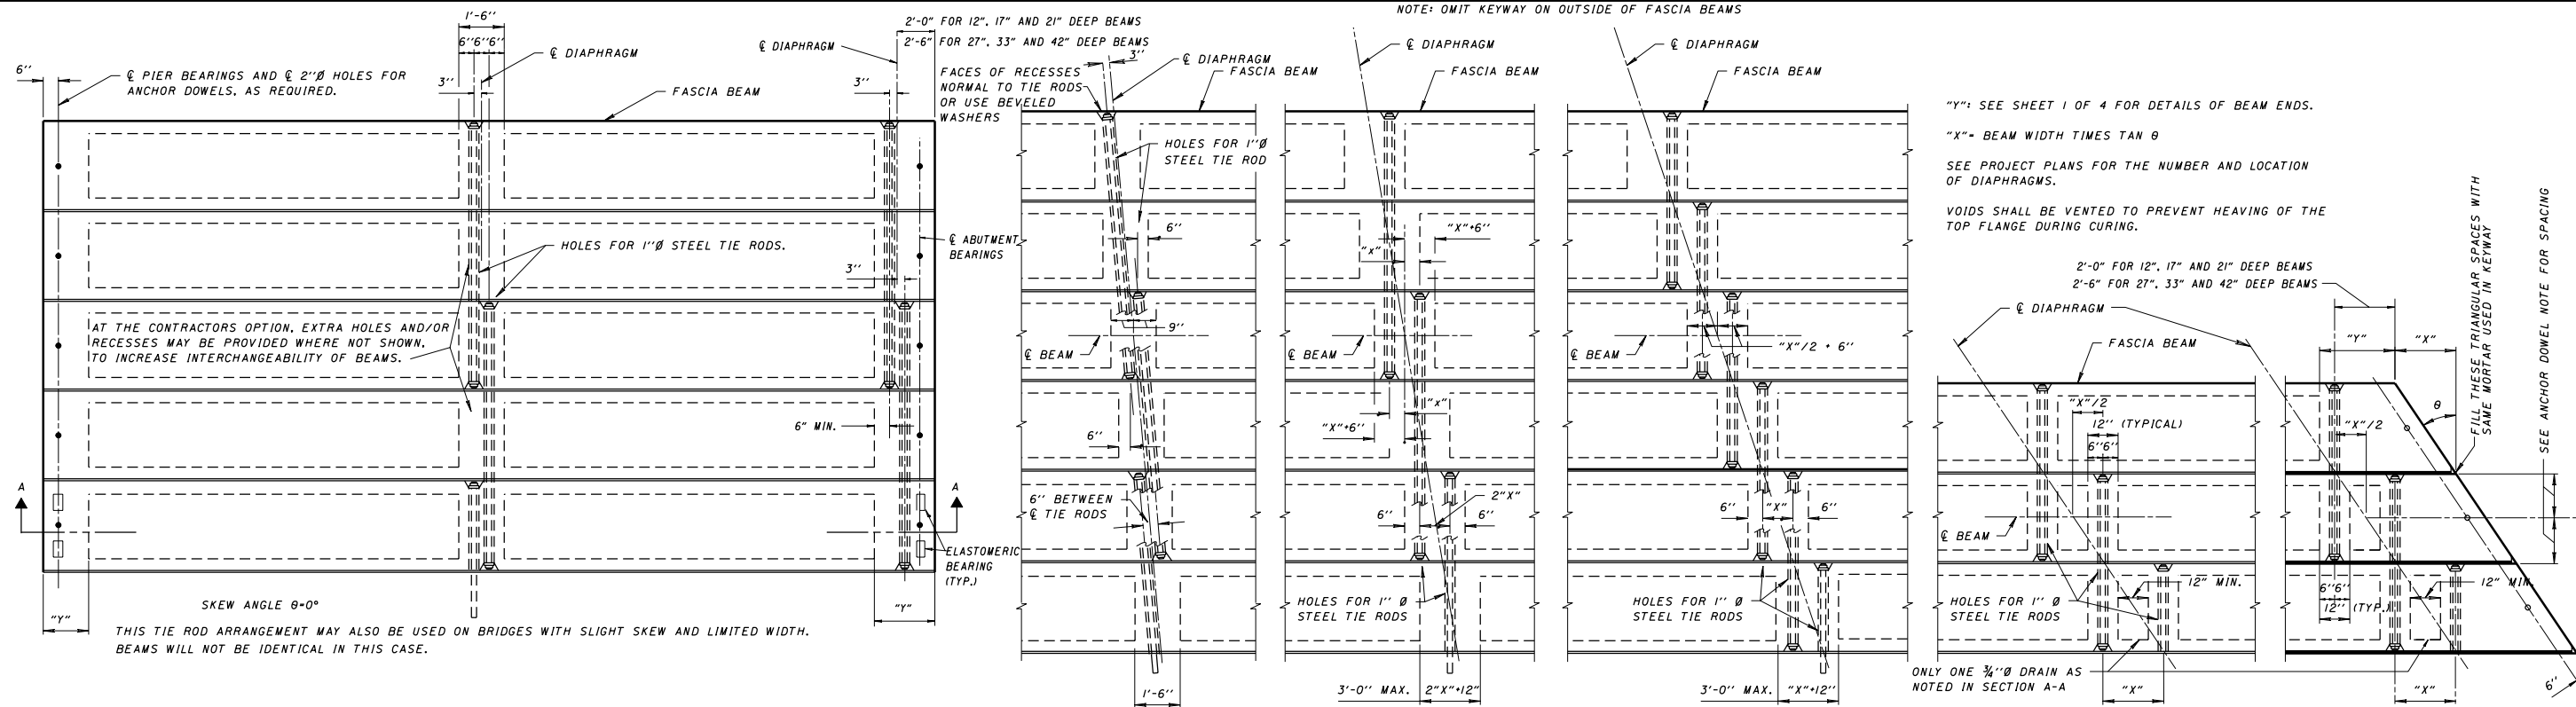 NOTE: OMIT KEYWAY ON OUTSIDE OF FASCIA BEAMS
1'-6"
6" 6" 6"
℄ DIAPHRAGM
3"
6"
℄ PIER BEARINGS AND ℄ 2"Ø HOLES FOR
ANCHOR DOWELS, AS REQUIRED.
FASCIA BEAM
℄ DIAPHRAGM
3"
2'-0" FOR 12", 17" AND 21" DEEP BEAMS
2'-6" FOR 27", 33" AND 42" DEEP BEAMS
HOLES FOR 1"Ø STEEL TIE RODS.
℄ ABUTMENT
BEARINGS
3"
AT THE CONTRACTORS OPTION, EXTRA HOLES AND/OR
RECESSES MAY BE PROVIDED WHERE NOT SHOWN,
TO INCREASE INTERCHANGEABILITY OF BEAMS.
6" MIN.
A
A
ELASTOMERIC
BEARING
(TYP.)
"Y"
"Y"
SKEW ANGLE θ=0°
THIS TIE ROD ARRANGEMENT MAY ALSO BE USED ON BRIDGES WITH SLIGHT SKEW AND LIMITED WIDTH.
BEAMS WILL NOT BE IDENTICAL IN THIS CASE.
3"
℄ DIAPHRAGM
FASCIA BEAM
FACES OF RECESSES
NORMAL TO TIE RODS
OR USE BEVELED
WASHERS
HOLES FOR 1"Ø
STEEL TIE ROD
6"
9"
℄ BEAM
6"
6" BETWEEN
℄ TIE RODS
1'-6"
℄ DIAPHRAGM
FASCIA BEAM
"X"+6"
"X"
℄ BEAM
"X"
"X"+6"
2"X"
6"
6"
HOLES FOR 1" Ø
STEEL TIE RODS
3'-0" MAX.
2"X"+12"
℄ DIAPHRAGM
FASCIA BEAM
"X"/2 + 6"
℄ BEAM
6"
"X"
6"
HOLES FOR 1" Ø
STEEL TIE RODS
3'-0" MAX.
"X"+12"
"Y": SEE SHEET 1 OF 4 FOR DETAILS OF BEAM ENDS.
"X"= BEAM WIDTH TIMES TAN θ
SEE PROJECT PLANS FOR THE NUMBER AND LOCATION
OF DIAPHRAGMS.
VOIDS SHALL BE VENTED TO PREVENT HEAVING OF THE
TOP FLANGE DURING CURING.
2'-0" FOR 12", 17" AND 21" DEEP BEAMS
2'-6" FOR 27", 33" AND 42" DEEP BEAMS
℄ DIAPHRAGM
FASCIA BEAM
"Y"
"X"
"X"/2
12" (TYPICAL)
6" 6"
℄ BEAM
12" MIN.
HOLES FOR 1" Ø
STEEL TIE RODS
ONLY ONE ¾"Ø DRAIN AS
NOTED IN SECTION A-A
"X"
θ
"X"/2
6" 6"
12" (TYP.)
12" MIN.
"X"
6"
FILL THESE TRIANGULAR SPACES WITH
SAME MORTAR USED IN KEYWAY
SEE ANCHOR DOWEL NOTE FOR SPACING